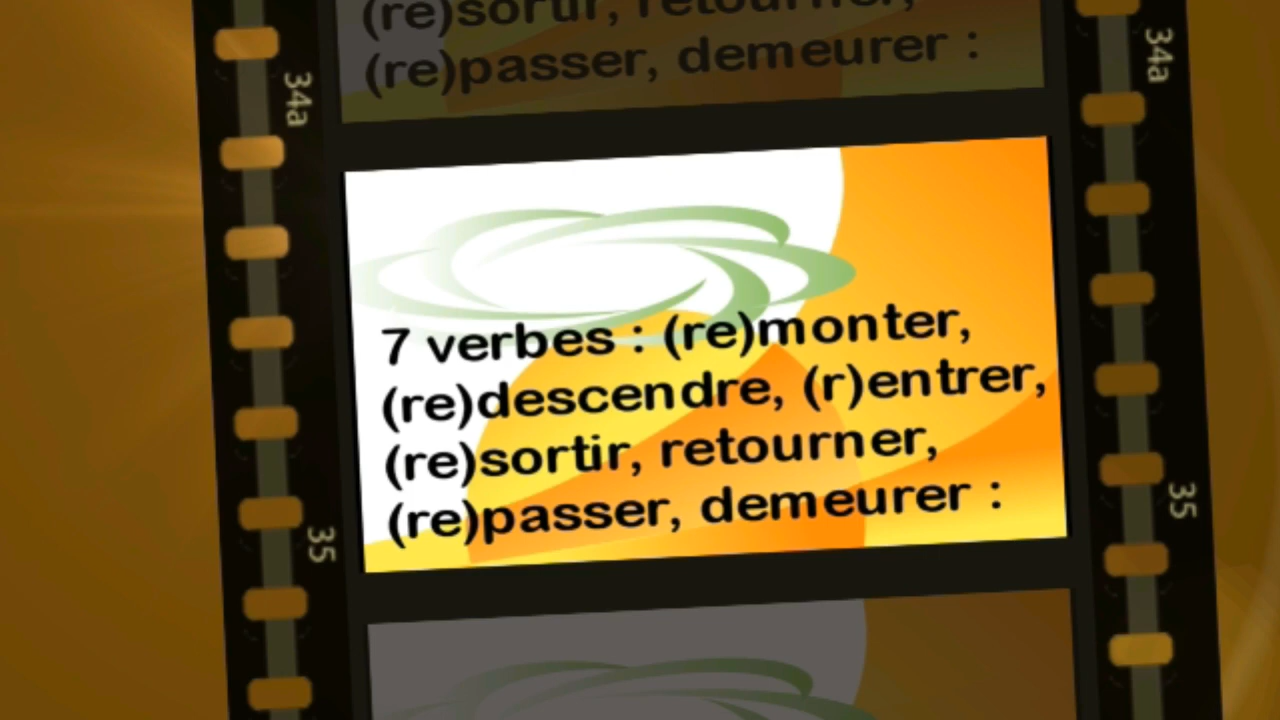 (re)sortir, retourner,
(re)passer, demeurer :
34a
34a
7 verbes : (re)monter,
(re)descendre, (r)entrer,
(re)sortir, retourner,
(re)passer, demeurer :
35
35